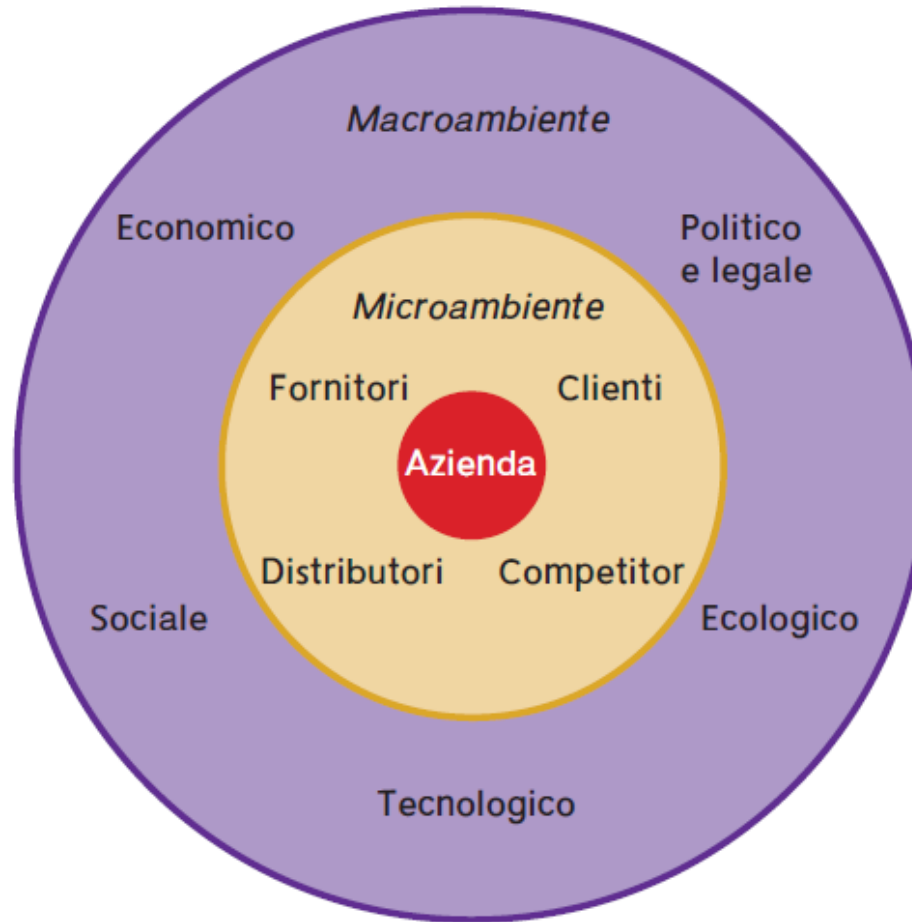 Macroambiente
Economico
Politico
e legale
Microambiente
Fornitori
Clienti
Azienda
Distributori
Competitor
Sociale
Ecologico
Tecnologico